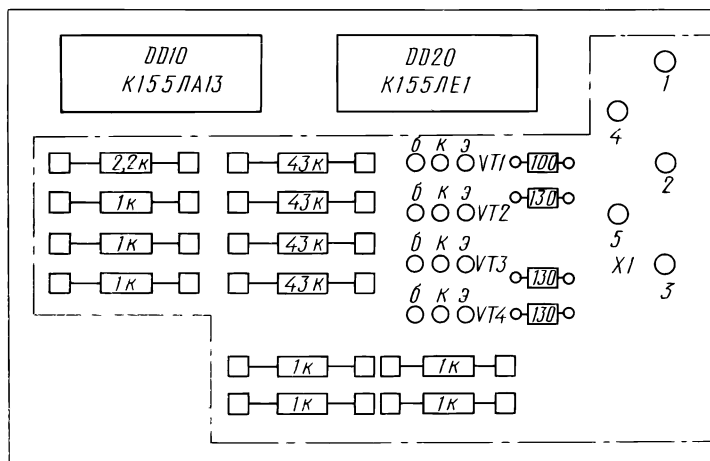 DD10
К155ЛА13
DD20
К155ЛЕ1
1
4
б К Э
2,2к 43к VT1 100
2
1к 43к 130
б К Э VT2
5
1к 43к б К Э VT3
X1
3
1к 43к 130
б К Э VT4 130
1к 1к
1к 1к